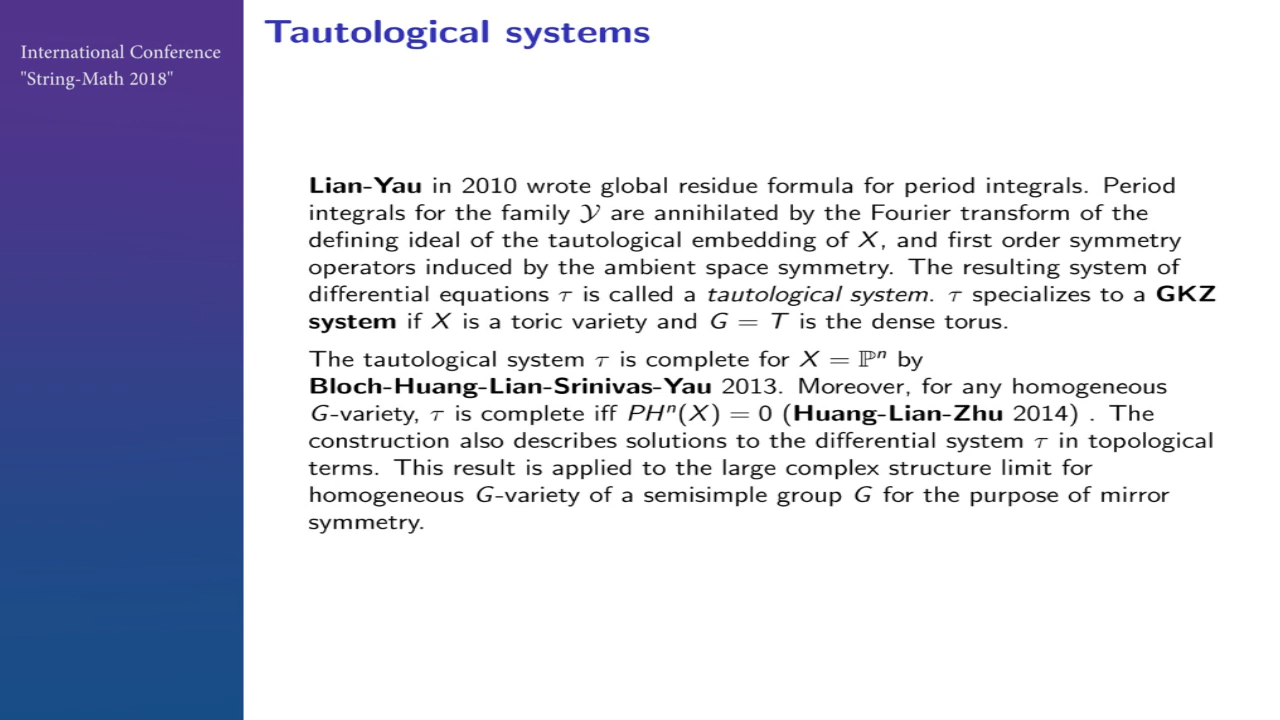 International Conference
"String-Math 2018"
Tautological systems
Lian-Yau in 2010 wrote global residue formula for period integrals. Period
integrals for the family 𝒴 are annihilated by the Fourier transform of the
defining ideal of the tautological embedding of X, and first order symmetry
operators induced by the ambient space symmetry. The resulting system of
differential equations τ is called a tautological system. τ specializes to a GKZ
system if X is a toric variety and G = T is the dense torus.
The tautological system τ is complete for X = ℙⁿ by
Bloch-Huang-Lian-Srinivas-Yau 2013. Moreover, for any homogeneous
G-variety, τ is complete iff PHⁿ(X) = 0 (Huang-Lian-Zhu 2014) . The
construction also describes solutions to the differential system τ in topological
terms. This result is applied to the large complex structure limit for
homogeneous G-variety of a semisimple group G for the purpose of mirror
symmetry.